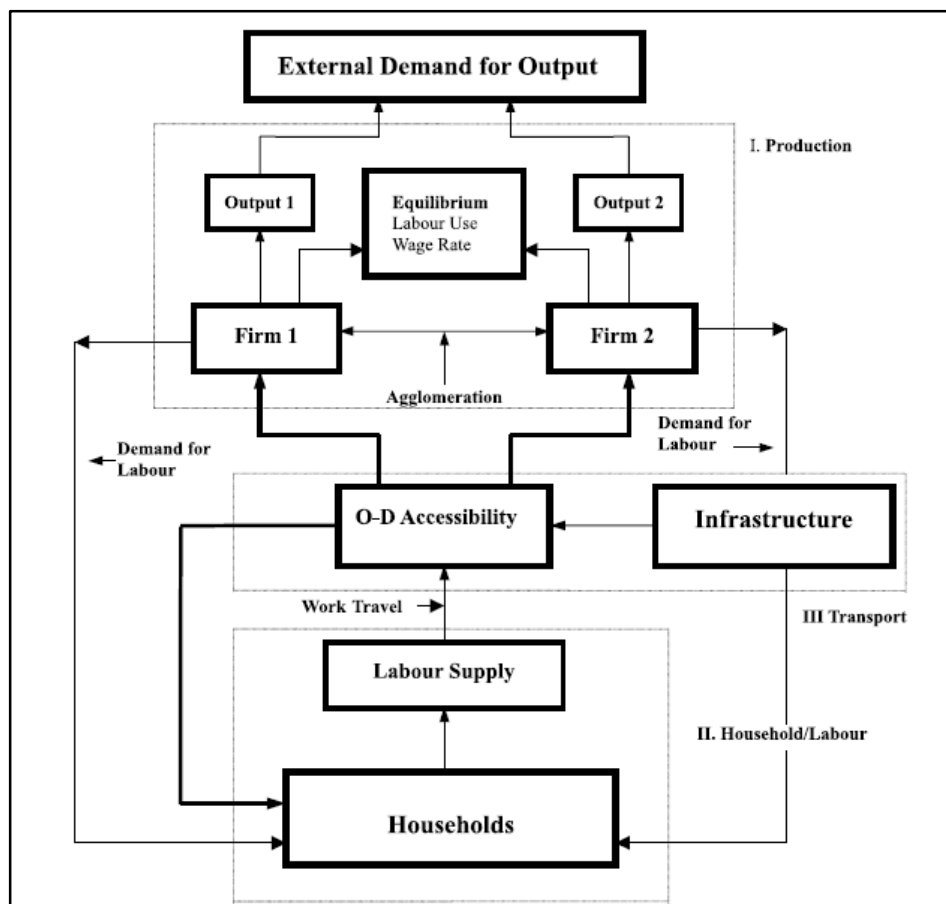 External Demand for Output
I. Production
Output 1
Equilibrium
Labour Use
Wage Rate
Output 2
Firm 1
Firm 2
Agglomeration
Demand for
Labour
Demand for
Labour
O-D Accessibility
Infrastructure
Work Travel
III Transport
Labour Supply
II. Household/Labour
Households